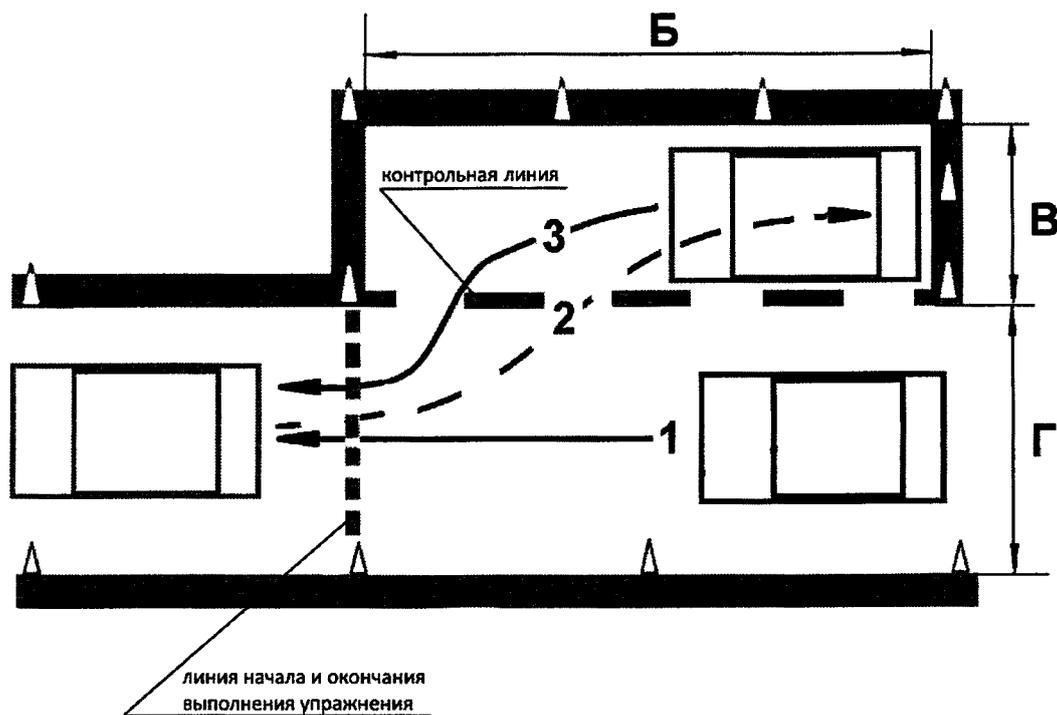 Б
контрольная линия
В
3
2
1
Г
линия начала и окончания
выполнения упражнения